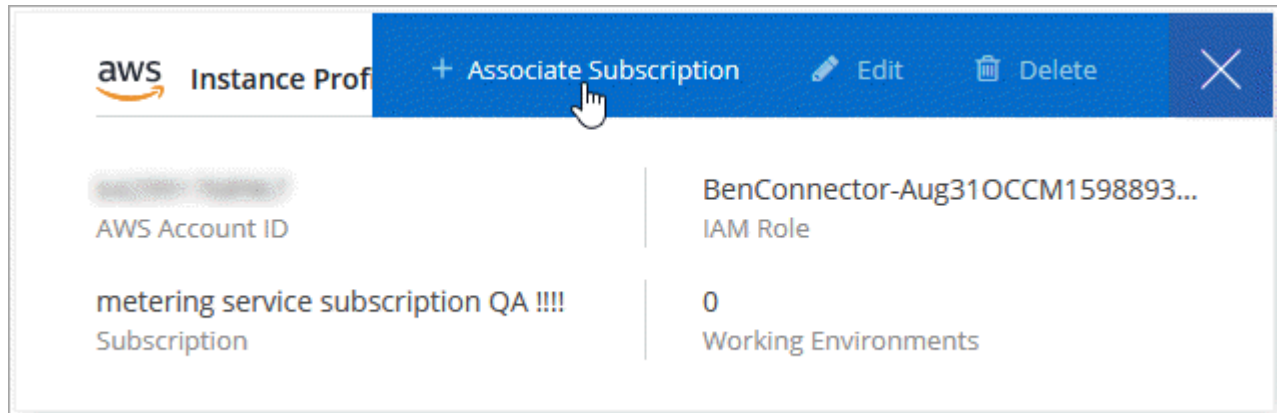 aws Instance Prof + Associate Subscription Edit Delete
BenConnector-Aug31OCCM1598893...
AWS Account ID IAM Role
metering service subscription QA !!!! 0
Subscription Working Environments